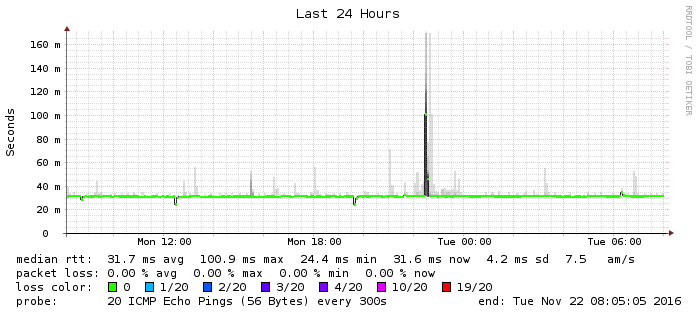 Last 24 Hours
RRDTOOL / TOBI OETIKER
Seconds
160 m
140 m
120 m
100 m
80 m
60 m
40 m
20 m
0
Mon 12:00 Mon 18:00 Tue 00:00 Tue 06:00
median rtt: 31.7 ms avg 100.9 ms max 24.4 ms min 31.6 ms now 4.2 ms sd 7.5 am/s
packet loss: 0.00 % avg 0.00 % max 0.00 % min 0.00 % now
loss color: 0 1/20 2/20 3/20 4/20 10/20 19/20
probe: 20 ICMP Echo Pings (56 Bytes) every 300s end: Tue Nov 22 08:05:05 2016